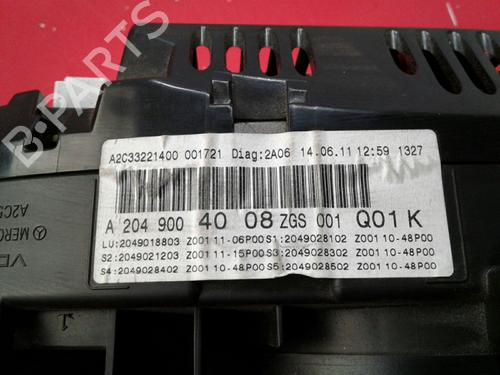 A2C33221400 001721 Diag:2A06 14.06.11 12:59 1327
A 204 900 40 08 ZGS 001 Q01 K
LU:2049018803 Z001 11-06P00 S1:2049028102 Z001 10-48P00
S2:2049021203 Z001 11-15P00 S3:2049028302 Z001 10-48P00
S4:2049028402 Z001 10-48P00 S5:2049028502 Z001 10-48P00
B-PARTS
1